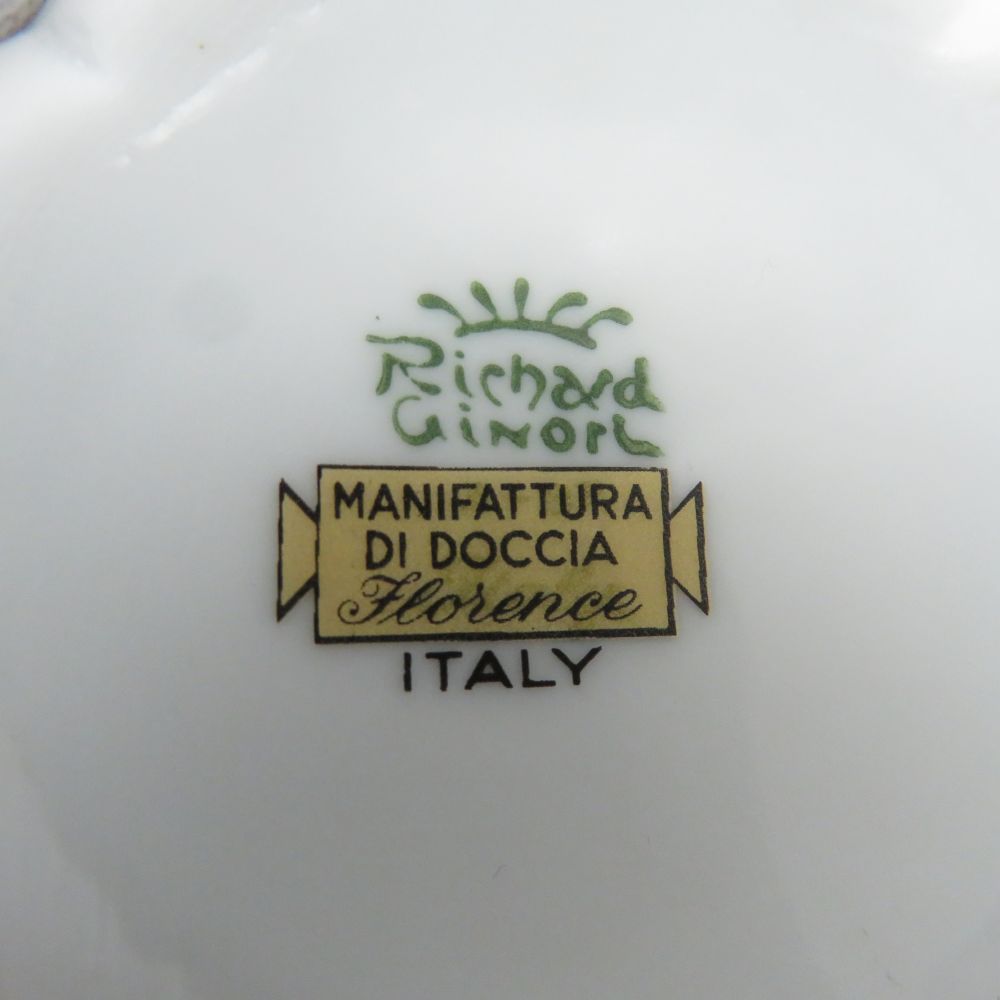 Richard
Ginori
MANIFATTURA
DI DOCCIA
Florence
ITALY